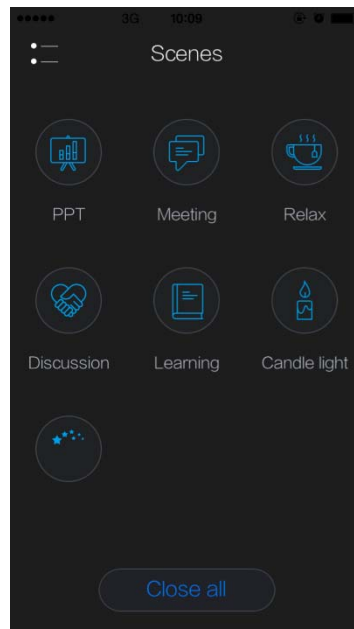 3G 10:09
Scenes
PPT Meeting Relax
Discussion Learning Candle light
Close all